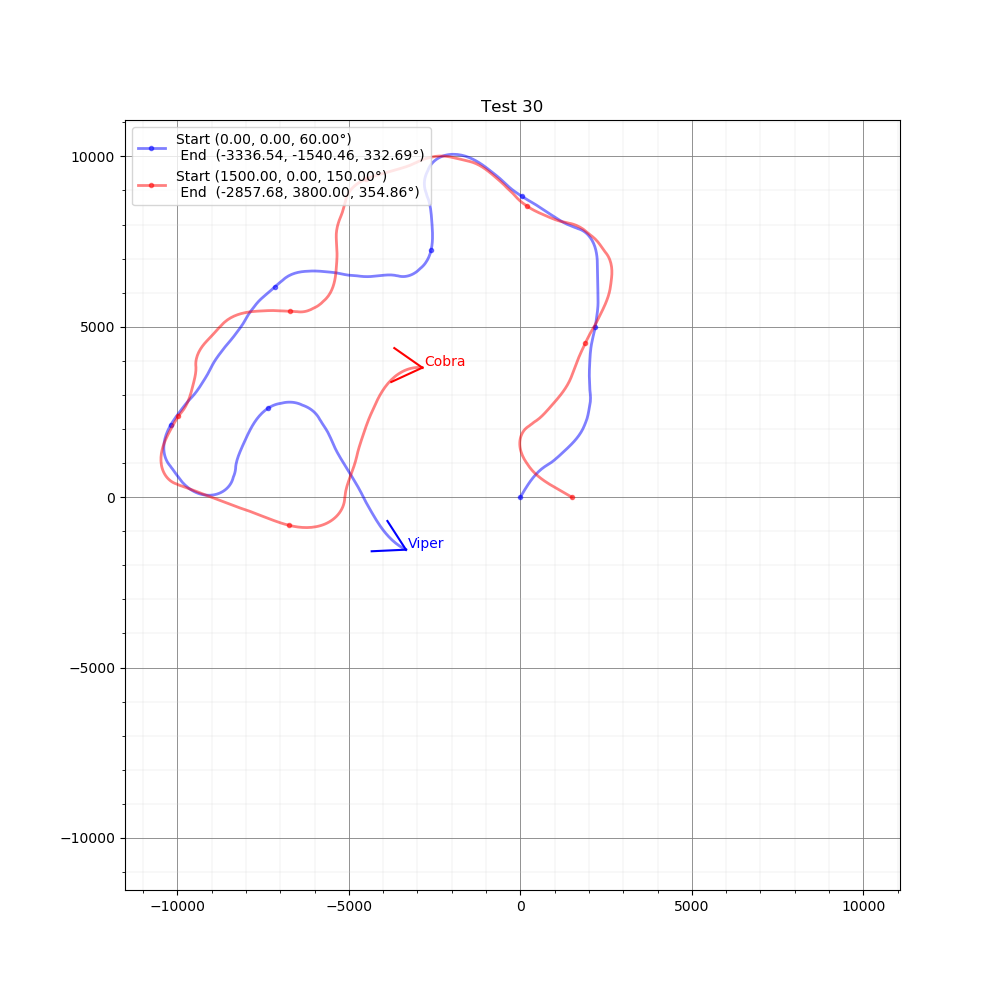 Test 30
Start (0.00, 0.00, 60.00°)
End  (-3336.54, -1540.46, 332.69°)
Start (1500.00, 0.00, 150.00°)
End  (-2857.68, 3800.00, 354.86°)
10000
5000
0
−5000
−10000
Cobra
Viper
−10000 −5000 0 5000 10000